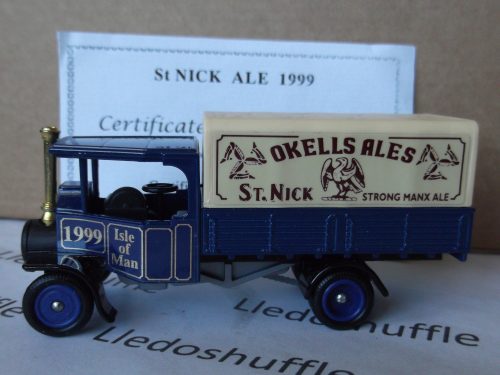 St NICK ALE 1999
Certificate
OKELLS ALES
ST. NICK
STRONG MANX ALE
1999
Isle
of
Man
Lledoshuffle
Lledoshuffle